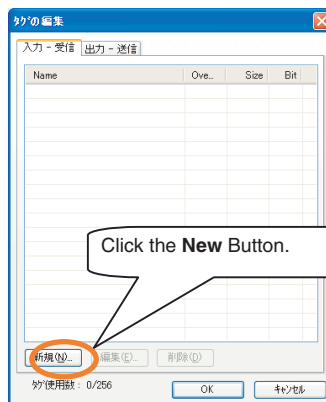 ﾀｸﾞの編集
入力 - 受信 出力 - 送信
Name Ove... Size Bit
Click the New Button.
新規(N)... 編集(E)... 削除(D)
ﾀｸﾞ使用数： 0/256
OK ｷｬﾝｾﾙ